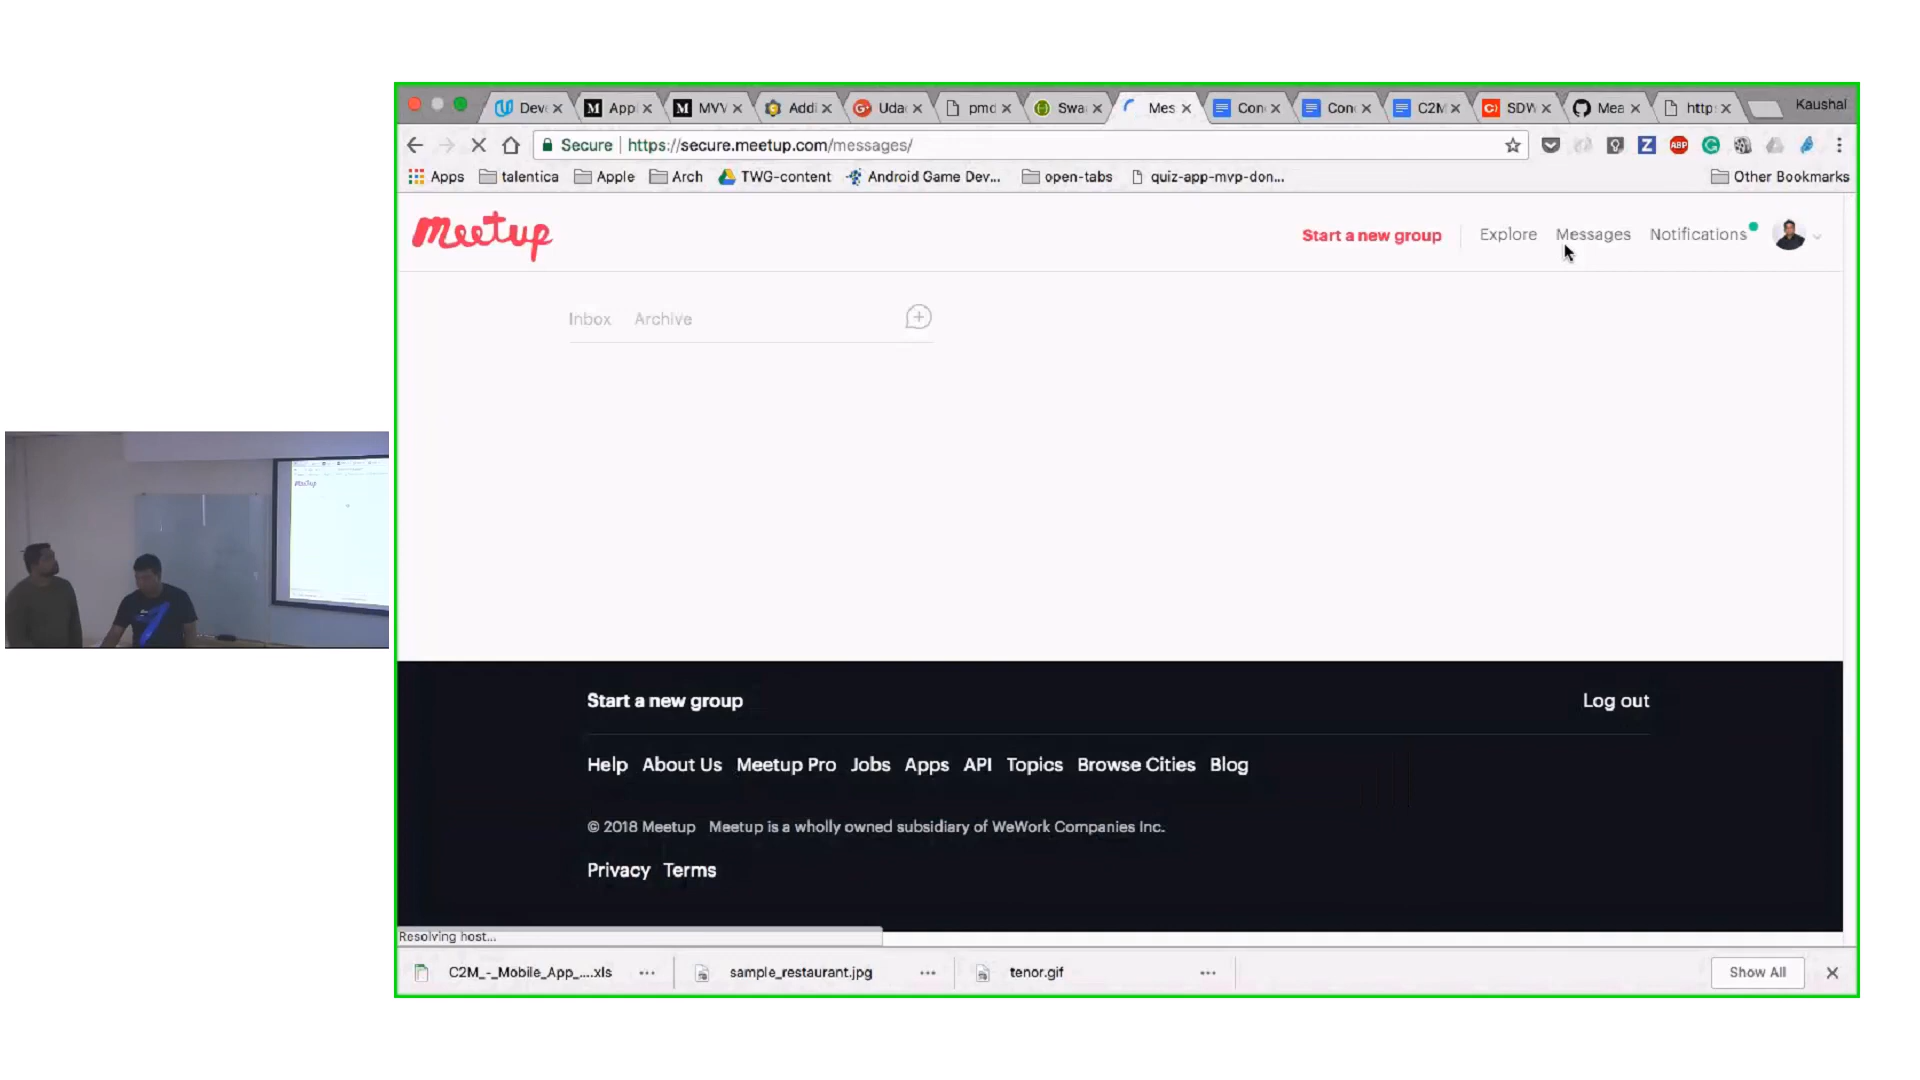 Dev
App
MVV
Addi
Uda
pmd
Swa
Mes
Con
Con
C2M
SDW
Mea
http
Kaushal
Secure | https://secure.meetup.com/messages/
ABP
Apps talentica Apple Arch TWG-content Android Game Dev... open-tabs quiz-app-mvp-don... Other Bookmarks
meetup
Start a new group Explore Messages Notifications
Inbox Archive
Start a new group Log out
Help About Us Meetup Pro Jobs Apps API Topics Browse Cities Blog
© 2018 Meetup Meetup is a wholly owned subsidiary of WeWork Companies Inc.
Privacy Terms
Resolving host...
C2M_-_Mobile_App_....xls sample_restaurant.jpg tenor.gif Show All
meetup